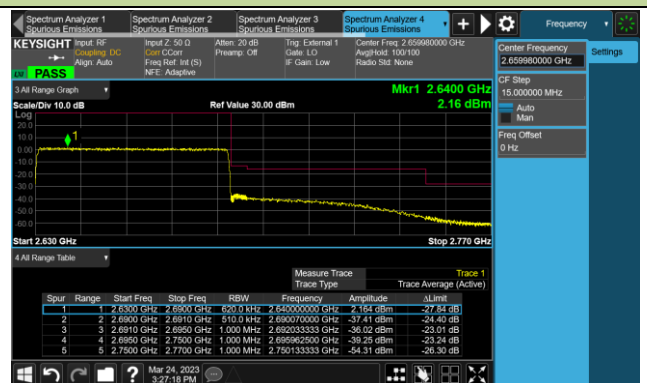 Spectrum Analyzer 1
Spurious Emissions
Spectrum Analyzer 2
Spurious Emissions
Spectrum Analyzer 3
Spurious Emissions
Spectrum Analyzer 4
Spurious Emissions
Frequency
KEYSIGHT
Input: RF
Coupling: DC
Align: Auto
Input Z: 50 Ω
Corr CCorr
Freq Ref: Int (S)
NFE: Adaptive
Atten: 20 dB
Preamp: Off
Trig: External 1
Gate: LO
IF Gain: Low
Center Freq: 2.659980000 GHz
Avg|Hold: 100/100
Radio Std: None
PASS
Center Frequency
2.659980000 GHz
Settings
CF Step
15.000000 MHz
Auto
Man
Freq Offset
0 Hz
3 All Range Graph
Mkr1 2.6400 GHz
Scale/Div 10.0 dB
Ref Value 30.00 dBm
2.16 dBm
Log
20.0
10.0
0.00
-10.0
-20.0
-30.0
-40.0
-50.0
-60.0
1
Start 2.630 GHz
Stop 2.770 GHz
4 All Range Table
Measure Trace Trace 1
Trace Type Trace Average (Active)
Spur Range Start Freq Stop Freq RBW Frequency Amplitude ΔLimit
1 1 2.6300 GHz 2.6900 GHz 620.0 kHz 2.640000000 GHz 2.164 dBm -27.84 dB
2 2 2.6900 GHz 2.6910 GHz 510.0 kHz 2.690070000 GHz -37.41 dBm -24.40 dB
3 3 2.6910 GHz 2.6950 GHz 1.000 MHz 2.692033333 GHz -36.02 dBm -23.01 dB
4 4 2.6950 GHz 2.7500 GHz 1.000 MHz 2.695962500 GHz -39.25 dBm -23.24 dB
5 5 2.7500 GHz 2.7700 GHz 1.000 MHz 2.750133333 GHz -54.31 dBm -26.30 dB
Mar 24, 2023
3:27:18 PM